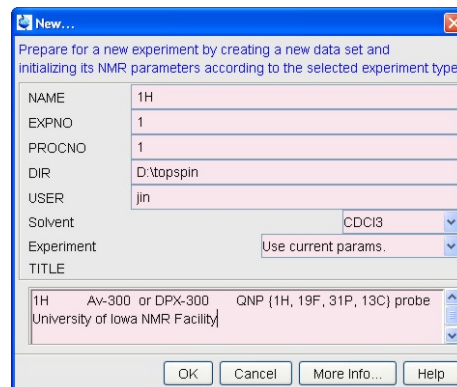 New...
Prepare for a new experiment by creating a new data set and
initializing its NMR parameters according to the selected experiment type
NAME 1H
EXPNO 1
PROCNO 1
DIR D:\topspin
USER jin
Solvent CDCl3
Experiment Use current params.
TITLE
1H Av-300 or DPX-300 QNP {1H, 19F, 31P, 13C} probe
University of Iowa NMR Facility
OK Cancel More Info... Help